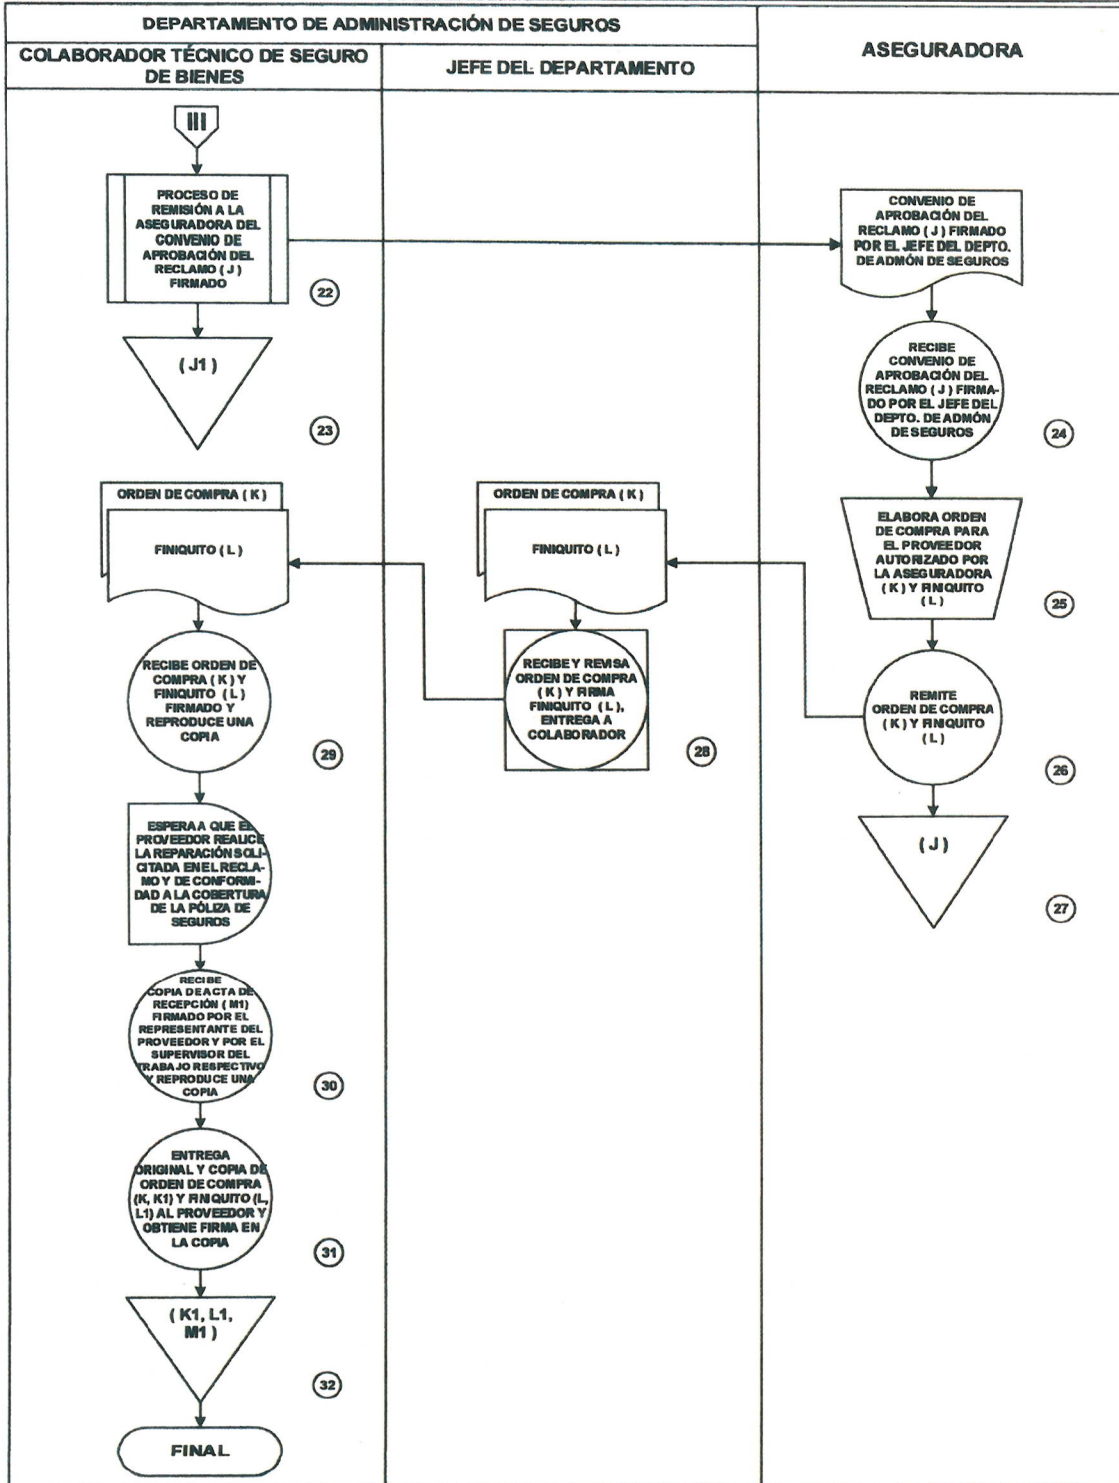 DEPARTAMENTO DE ADMINISTRACIÓN DE SEGUROS
ASEGURADORA
COLABORADOR TÉCNICO DE SEGURO
DE BIENES
JEFE DEL DEPARTAMENTO
III
PROCESO DE
REMISIÓN A LA
ASEGURADORA DEL
CONVENIO DE
APROBACIÓN DEL
RECLAMO ( J )
FIRMADO
22
( J1 )
23
CONVENIO DE
APROBACIÓN DEL
RECLAMO ( J ) FIRMADO
POR EL JEFE DEL DEPTO.
DE ADMÓN DE SEGUROS
RECIBE
CONVENIO DE
APROBACIÓN DEL
RECLAMO ( J ) FIRMA-
DO POR EL JEFE DEL
DEPTO. DE ADMÓN
DE SEGUROS
24
ELABORA ORDEN
DE COMPRA PARA
EL PROVEEDOR
AUTORIZADO POR
LA ASEGURADORA
( K ) Y FINIQUITO
( L )
25
REMITE
ORDEN DE COMPRA
( K ) Y FINIQUITO
( L )
26
( J )
27
ORDEN DE COMPRA ( K )
FINIQUITO ( L )
RECIBE Y REVISA
ORDEN DE COMPRA
( K ) Y FIRMA
FINIQUITO ( L ),
ENTREGA A
COLABORADOR
28
ORDEN DE COMPRA ( K )
FINIQUITO ( L )
RECIBE ORDEN DE
COMPRA ( K ) Y
FINIQUITO ( L )
FIRMADO Y
REPRODUCE UNA
COPIA
29
ESPERA A QUE EL
PROVEEDOR REALICE
LA REPARACIÓN SOLI-
CITADA EN EL RECLA-
MO Y DE CONFORMI-
DAD A LA COBERTURA
DE LA PÓLIZA DE
SEGUROS
RECIBE
COPIA DE ACTA DE
RECEPCIÓN ( M1 )
FIRMADO POR EL
REPRESENTANTE DEL
PROVEEDOR Y POR EL
SUPERVISOR DEL
TRABAJO RESPECTIVO
Y REPRODUCE UNA
COPIA
30
ENTREGA
ORIGINAL Y COPIA DE
ORDEN DE COMPRA
(K, K1) Y FINIQUITO (L,
L1) AL PROVEEDOR Y
OBTIENE FIRMA EN
LA COPIA
31
( K1, L1,
M1 )
32
FINAL